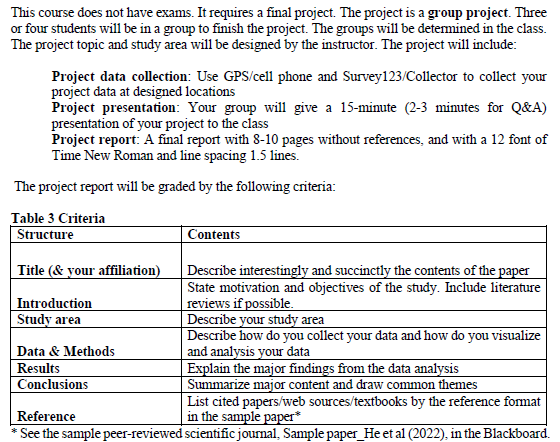 This course does not have exams. It requires a final project. The project is a group project. Three
or four students will be in a group to finish the project. The groups will be determined in the class.
The project topic and study area will be designed by the instructor. The project will include:
Project data collection: Use GPS/cell phone and Survey123/Collector to collect your
project data at designed locations
Project presentation: Your group will give a 15-minute (2-3 minutes for Q&A)
presentation of your project to the class
Project report: A final report with 8-10 pages without references, and with a 12 font of
Time New Roman and line spacing 1.5 lines.
The project report will be graded by the following criteria:
Table 3 Criteria
Structure Contents
Title (& your affiliation) Describe interestingly and succinctly the contents of the paper
State motivation and objectives of the study. Include literature
Introduction reviews if possible.
Study area Describe your study area
Describe how do you collect your data and how do you visualize
Data & Methods and analysis your data
Results Explain the major findings from the data analysis
Conclusions Summarize major content and draw common themes
List cited papers/web sources/textbooks by the reference format
Reference in the sample paper*
* See the sample peer-reviewed scientific journal, Sample paper_He et al (2022), in the Blackboard